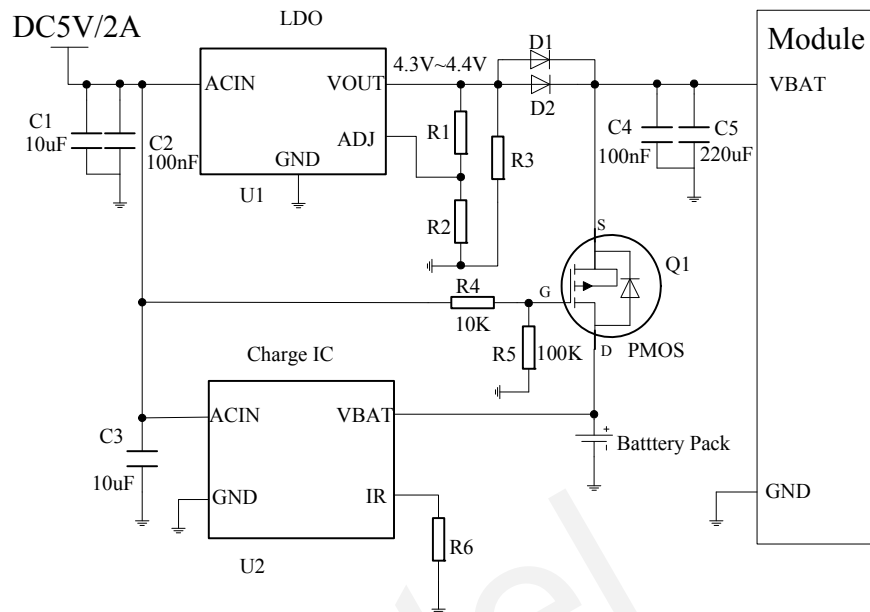 DC5V/2A
LDO
Module
D1
4.3V~4.4V
ACIN
VOUT
D2
VBAT
C1
10uF
C2
100nF
ADJ
R1
R3
C4
100nF
C5
220uF
GND
U1
R2
S
Q1
R4
G
10K
R5
100K
D
PMOS
Charge IC
ACIN
VBAT
C3
10uF
+
-
Batttery Pack
GND
IR
GND
R6
U2